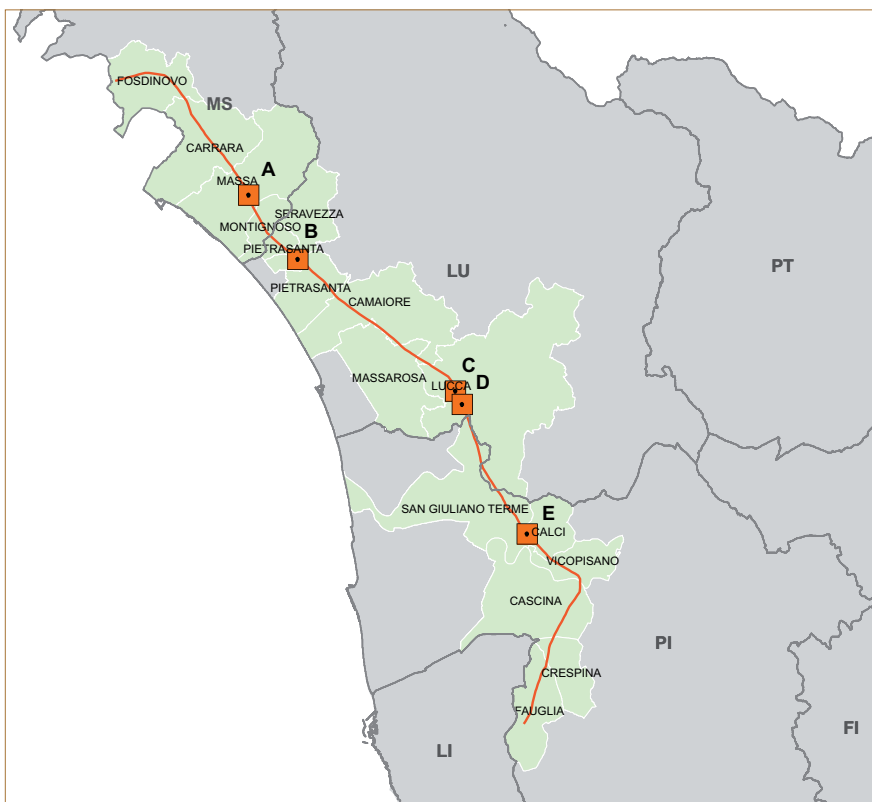 FOSDINOVO
MS
CARRARA
A
MASSA
SERAVEZZA
MONTIGNOSO
B
PIETRASANTA
LU
PT
PIETRASANTA
CAMAIORE
C
MASSAROSA
LUCCA
D
SAN GIULIANO TERME
E
CALCI
VICOPISANO
CASCINA
PI
CRESPINA
FAUGLIA
FI
LI